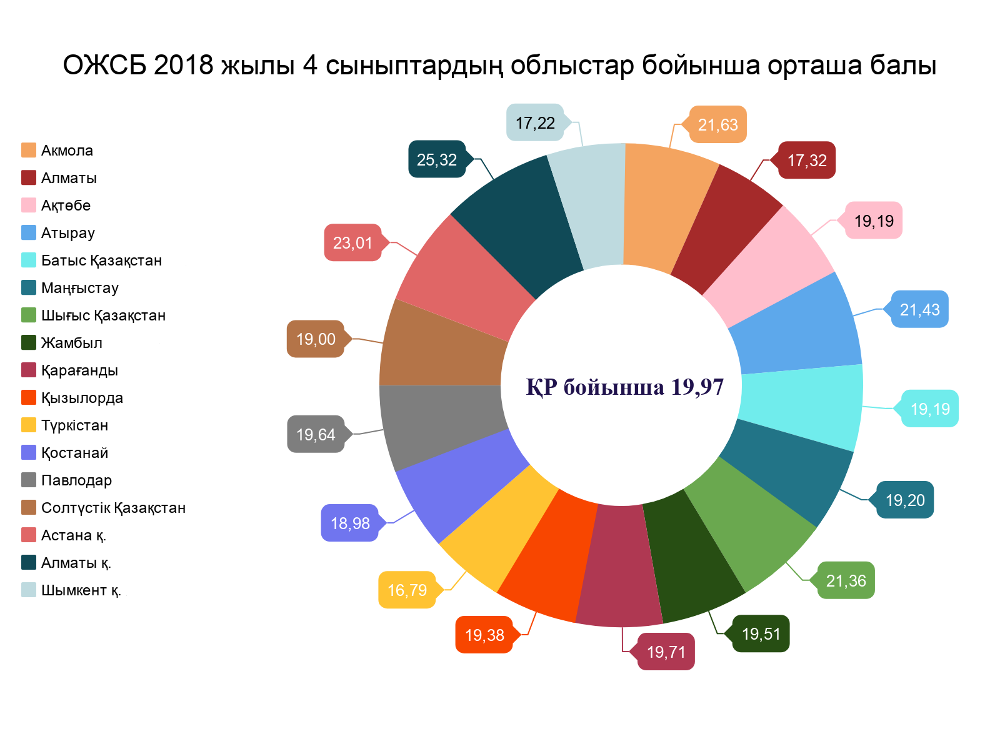 ОЖСБ 2018 жылы 4 сыныптардың облыстар бойынша орташа балы
Акмола
Алматы
Ақтөбе
Атырау
Батыс Қазақстан
Маңғыстау
Шығыс Қазақстан
Жамбыл
Қарағанды
Қызылорда
Түркістан
Қостанай
Павлодар
Солтүстік Қазақстан
Астана қ.
Алматы қ.
Шымкент қ.
21,63
17,32
19,19
21,43
19,19
19,20
21,36
19,51
19,71
19,38
16,79
18,98
19,64
19,00
23,01
25,32
17,22
ҚР бойынша 19,97